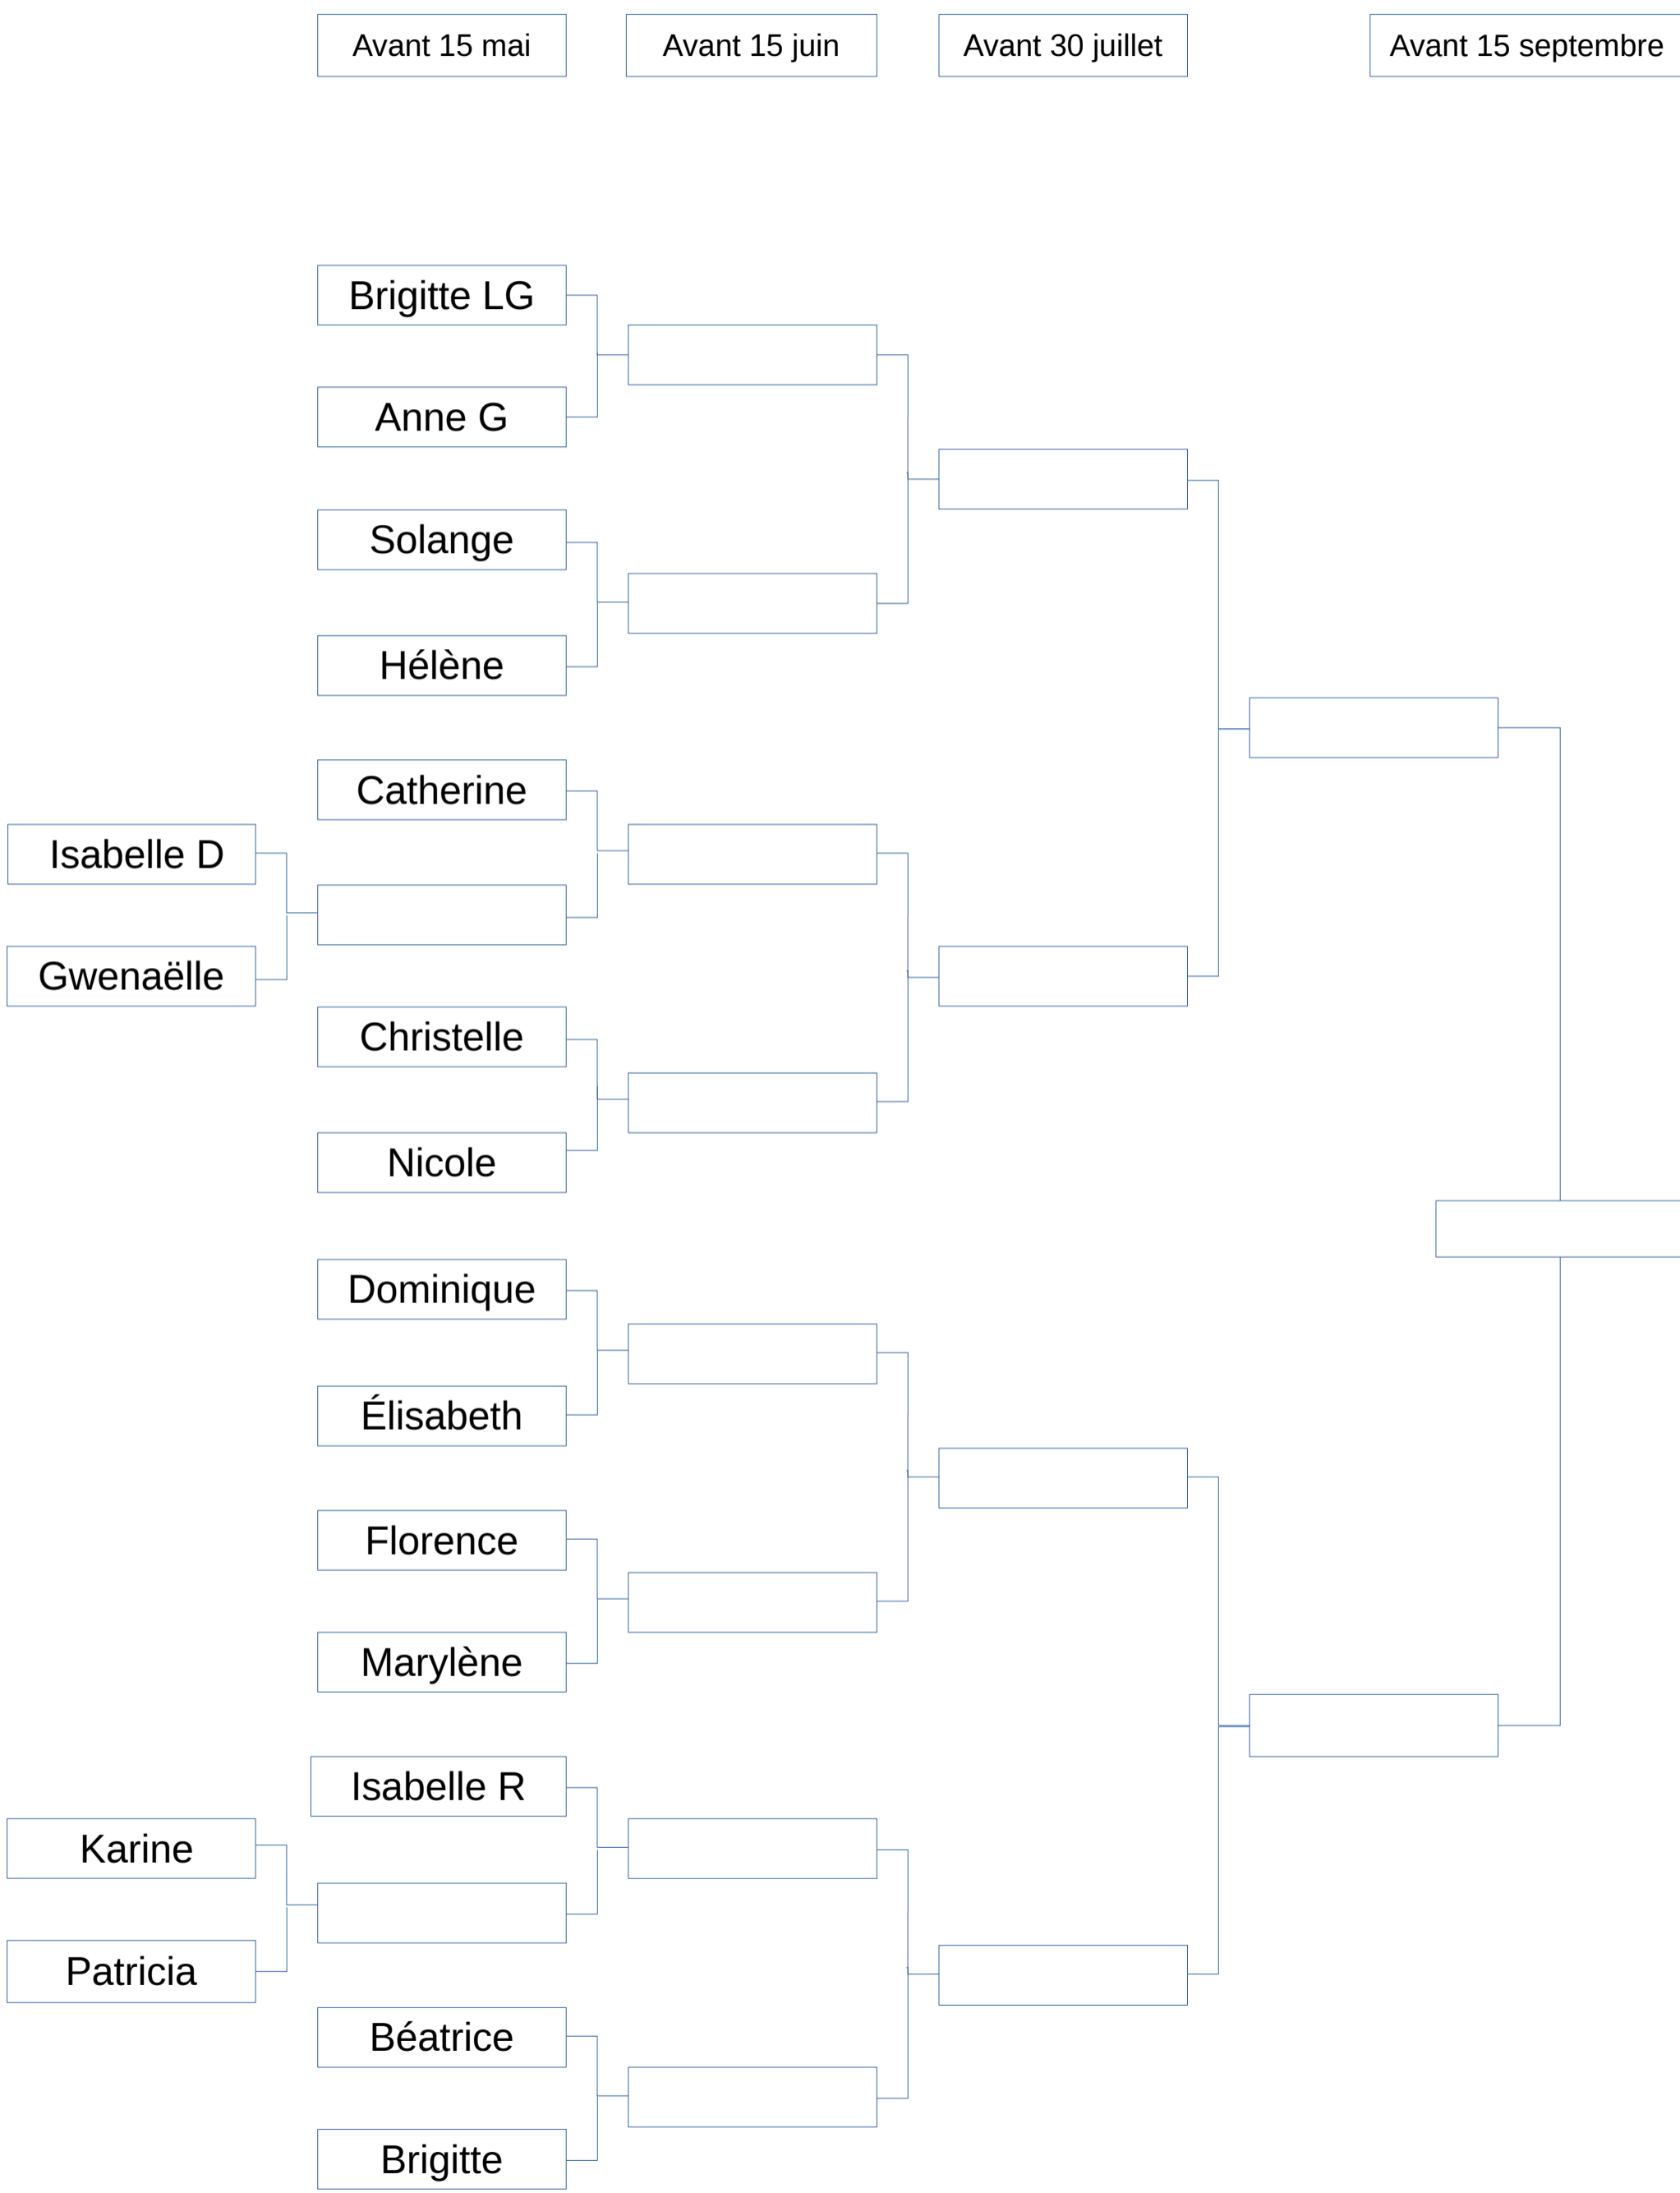 Avant 15 mai
Avant 15 juin
Avant 30 juillet
Avant 15 septembre
Brigitte LG
Anne G
Solange
Hélène
Catherine
Isabelle D
Gwenaëlle
Christelle
Nicole
Dominique
Élisabeth
Florence
Marylène
Isabelle R
Karine
Patricia
Béatrice
Brigitte